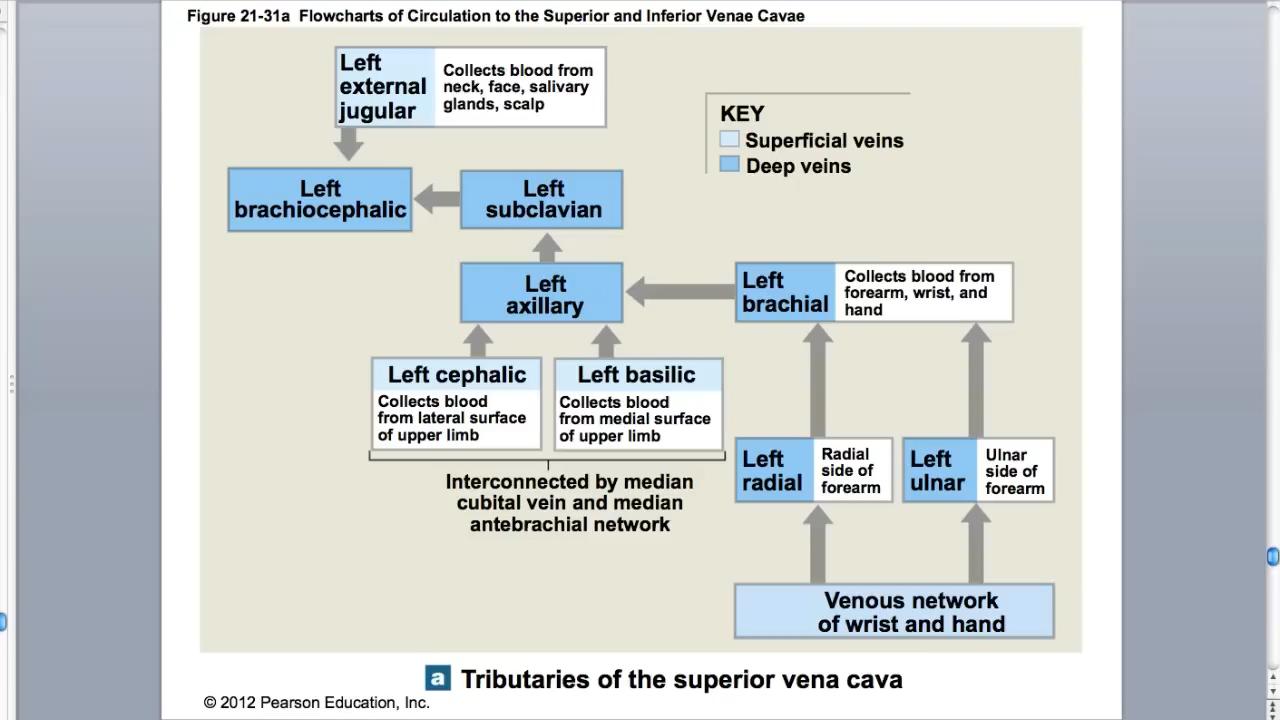 Figure 21-31a Flowcharts of Circulation to the Superior and Inferior Venae Cavae
Left
external
jugular
Collects blood from
neck, face, salivary
glands, scalp
KEY
Superficial veins
Deep veins
Left
brachiocephalic
Left
subclavian
Left
axillary
Left
brachial
Collects blood from
forearm, wrist, and
hand
Left cephalic
Collects blood
from lateral surface
of upper limb
Left basilic
Collects blood
from medial surface
of upper limb
Interconnected by median
cubital vein and median
antebrachial network
Left
radial
Radial
side of
forearm
Left
ulnar
Ulnar
side of
forearm
Venous network
of wrist and hand
a Tributaries of the superior vena cava
© 2012 Pearson Education, Inc.